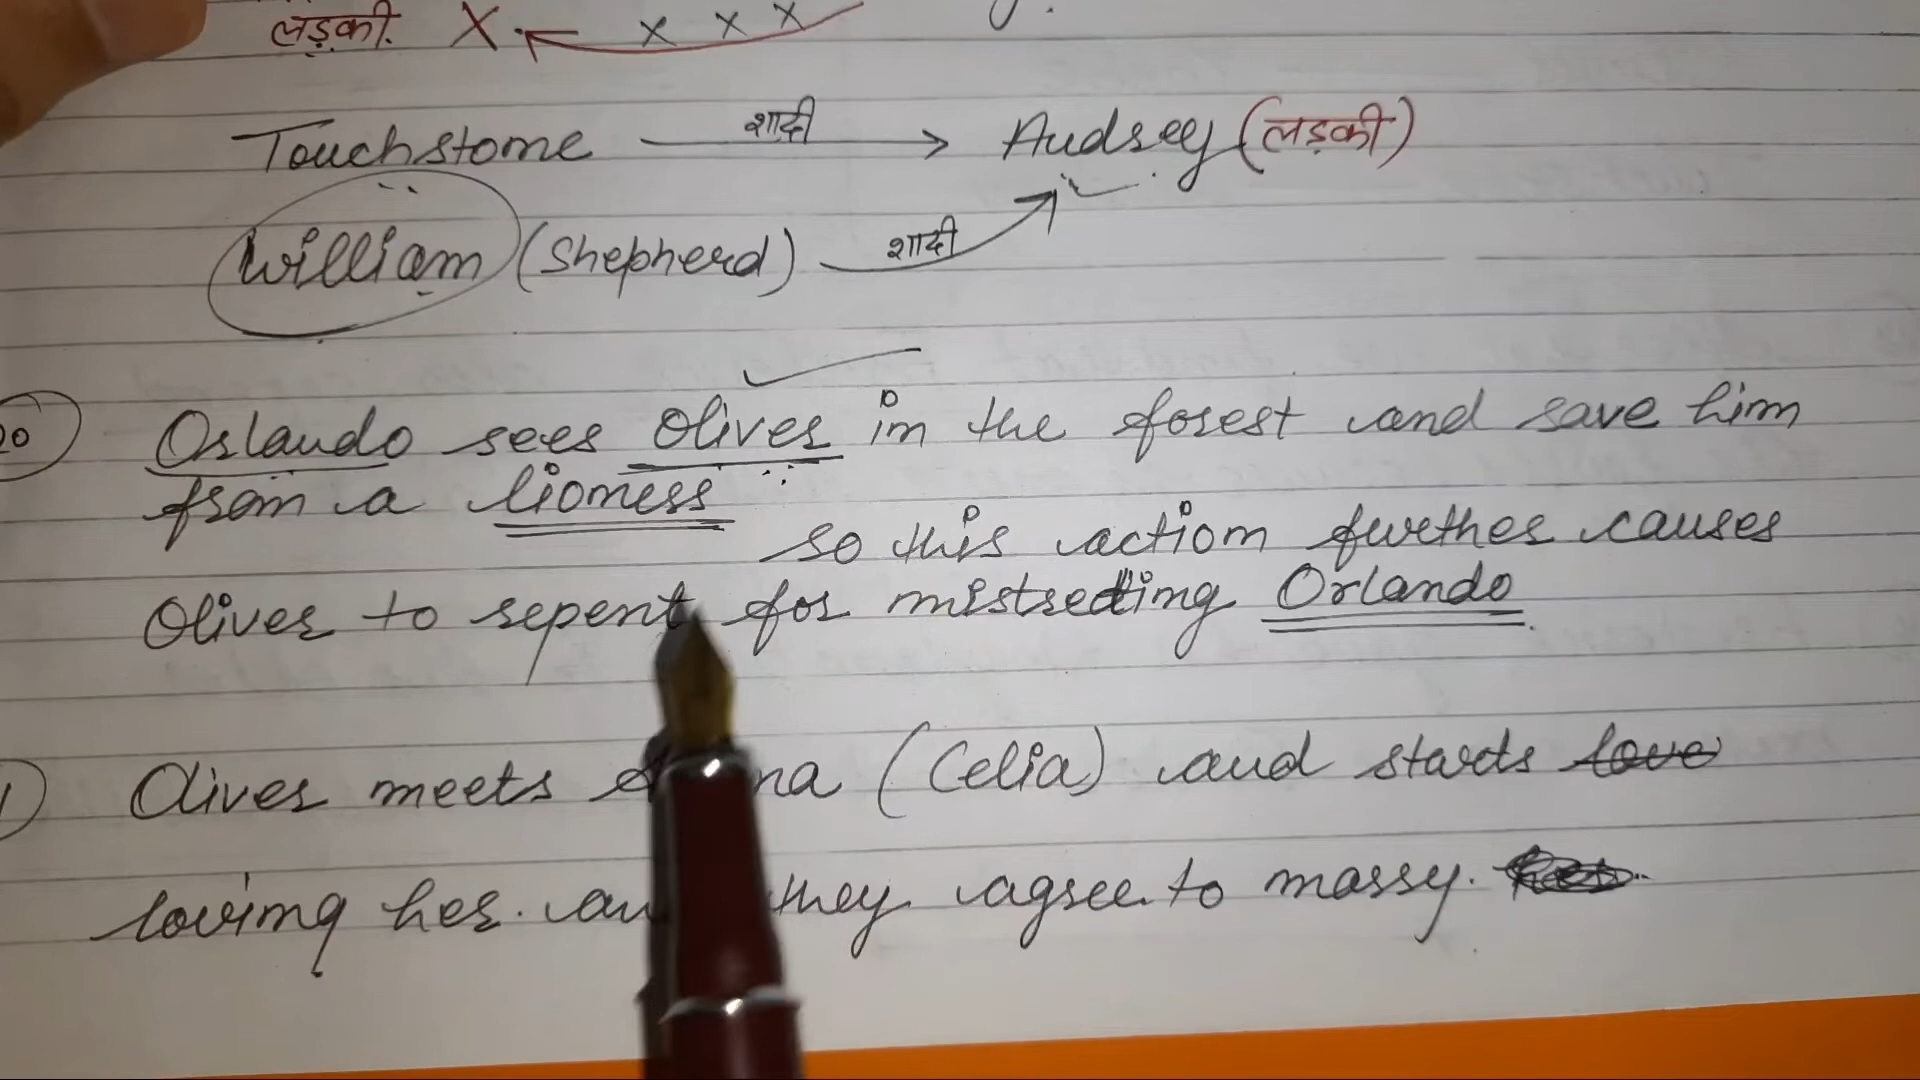 लड़की. X. X X X
Touchstome शादी Audrey (लड़की)
William (Shepherd) शादी
20 Orlando sees Oliver in the forest and save him
from a lioness
so this action further causes
Oliver to repent for mistreating Orlando
Oliver meets (Celia) and starts love
loving her. they agree to marry.